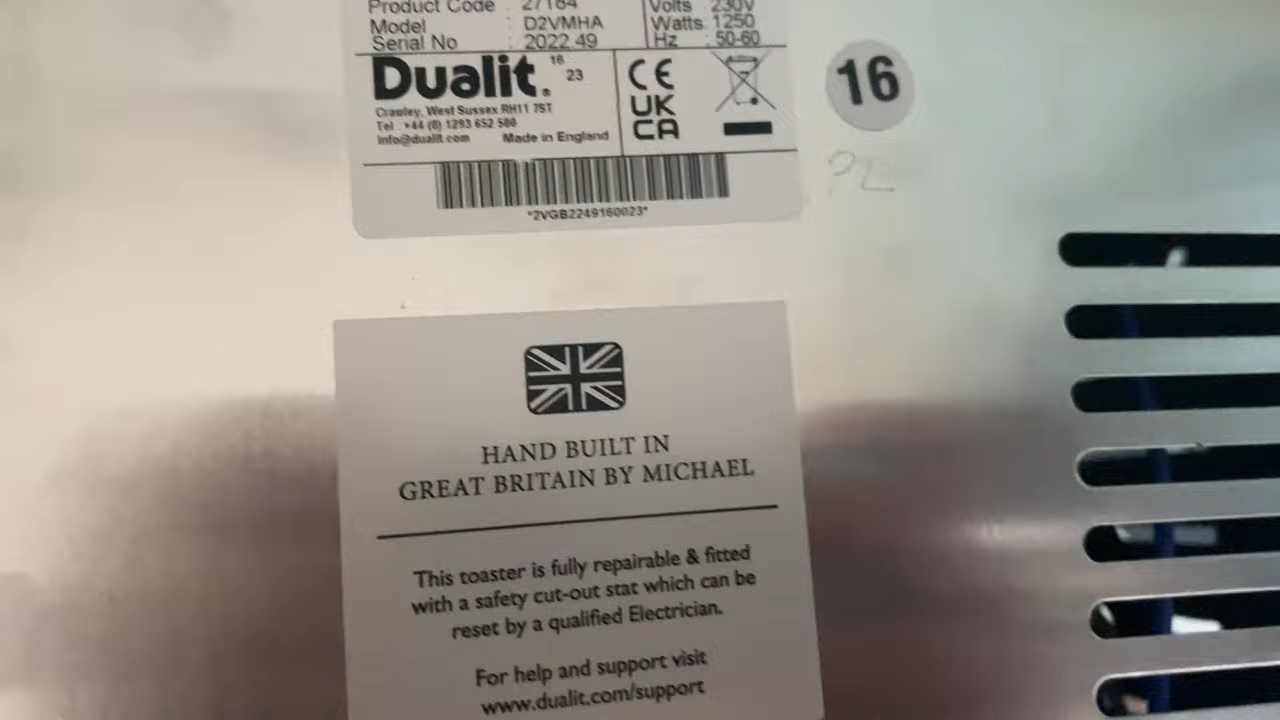 Product Code : 27184
Volts : 230V
Model : D2VMHA
Watts : 1250
Serial No : 2022 49
Hz : 50-60
Dualit. 16 23
CE
UK
CA
Crawley, West Sussex RH11 7ST
Tel : +44 (0) 1293 652 500
info@dualit.com Made in England
*2VGB2249160023*
16
HAND BUILT IN
GREAT BRITAIN BY MICHAEL
This toaster is fully repairable & fitted
with a safety cut-out stat which can be
reset by a qualified Electrician.
For help and support visit
www.dualit.com/support